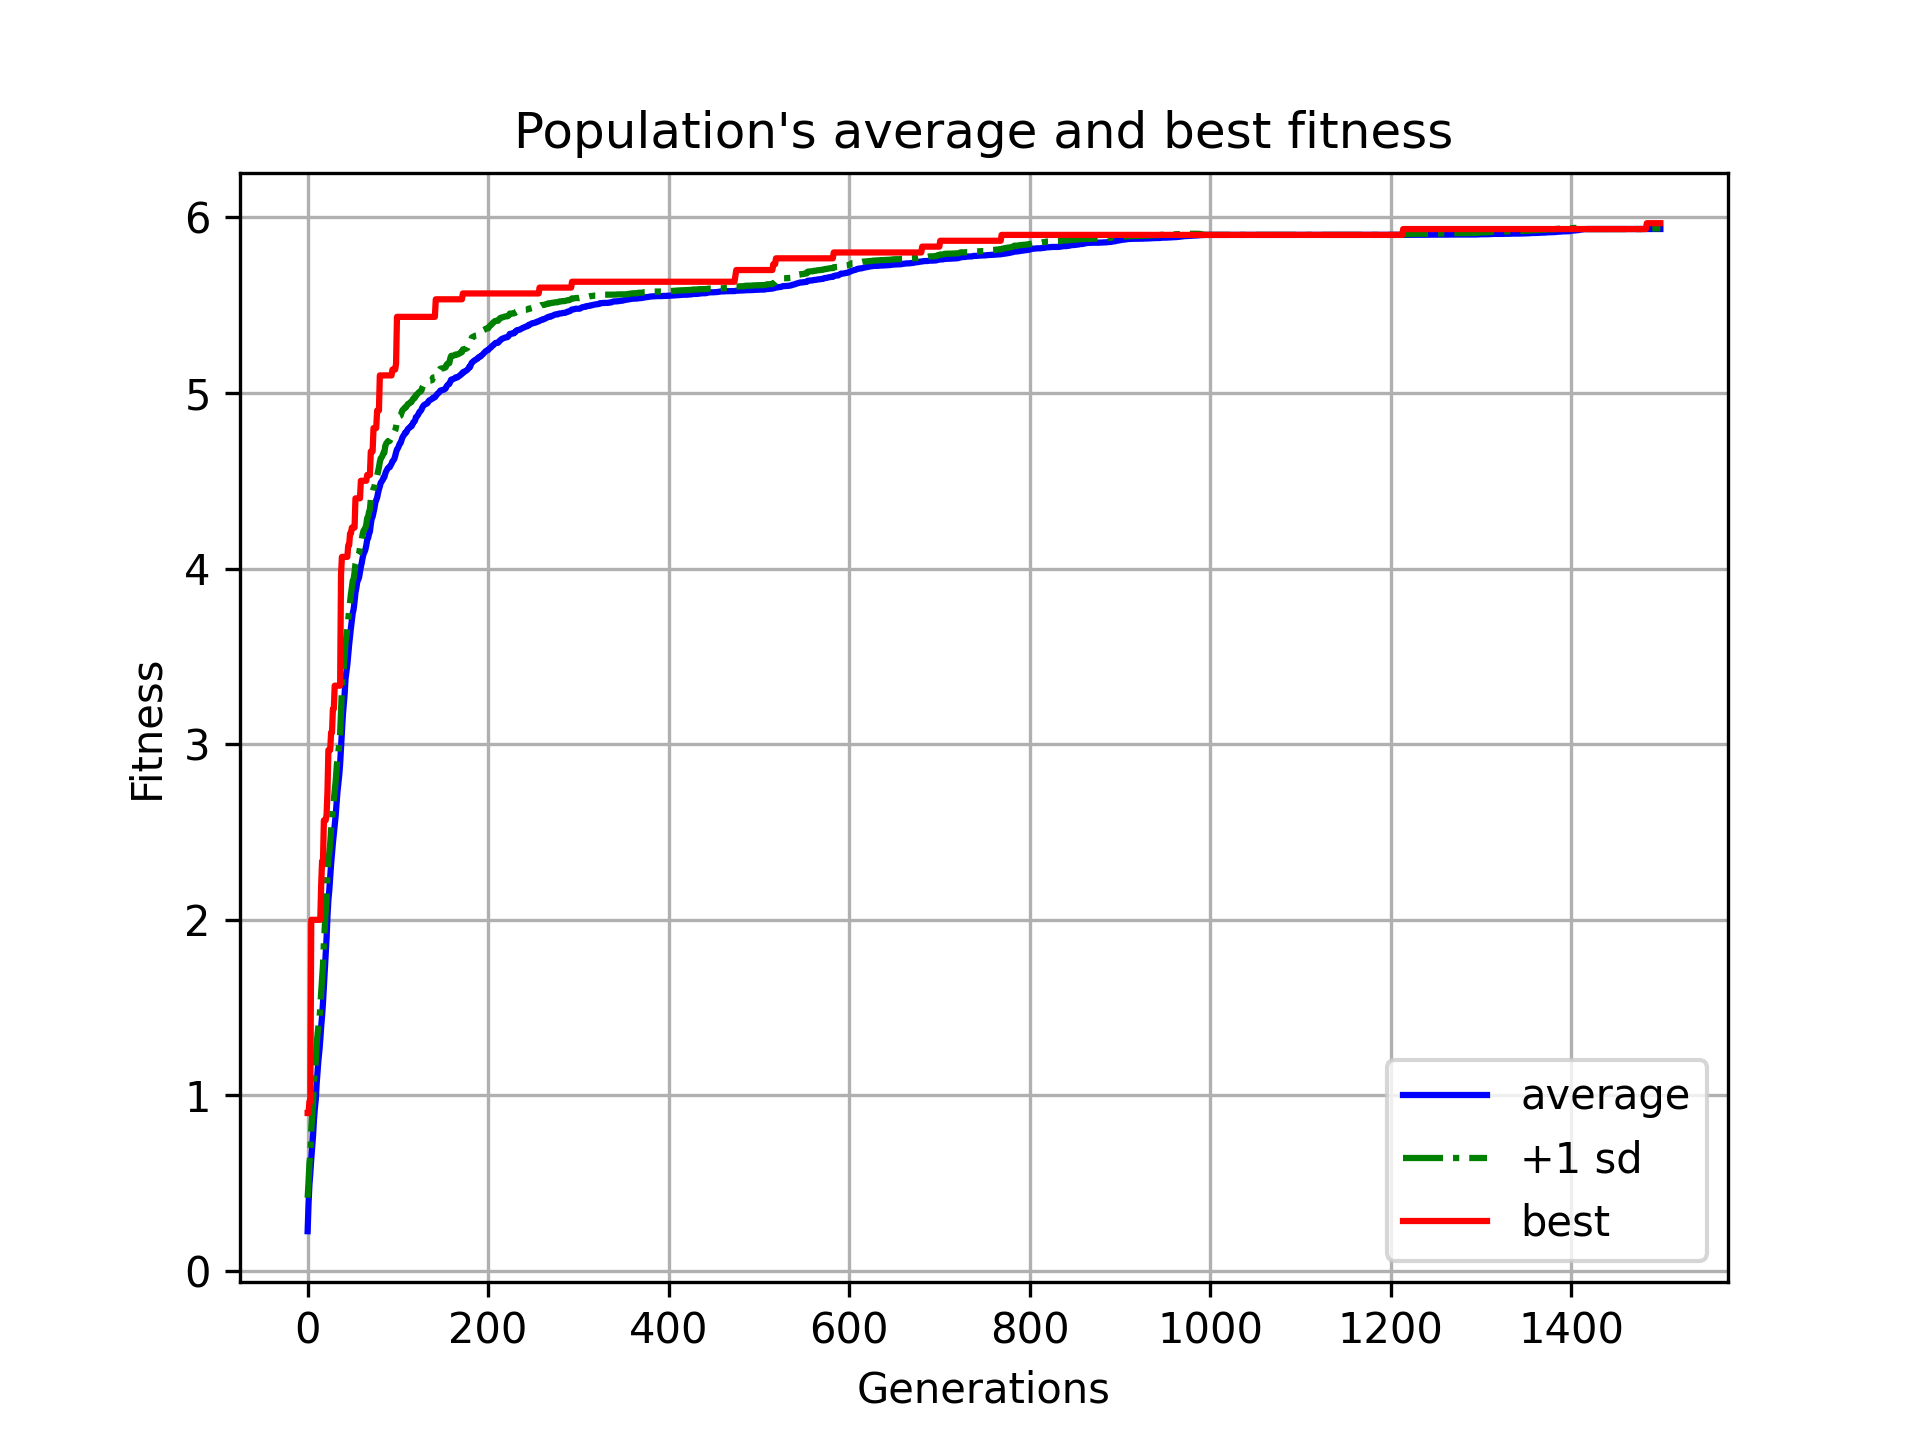 Population's average and best fitness
6
5
4
3
2
1
0
Fitness
0 200 400 600 800 1000 1200 1400
Generations
average
+1 sd
best